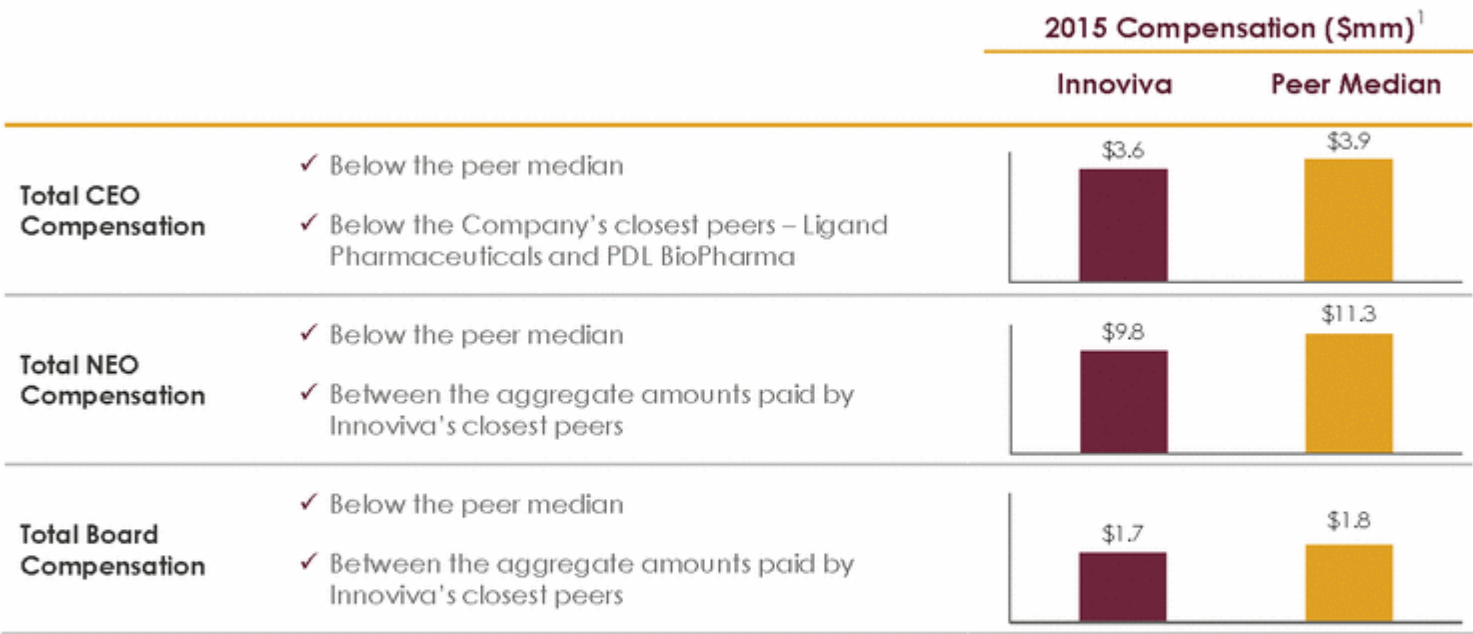 2015 Compensation ($mm)¹
Innoviva
Peer Median
Total CEO
Compensation
✓ Below the peer median
✓ Below the Company's closest peers – Ligand
Pharmaceuticals and PDL BioPharma
$3.6
$3.9
Total NEO
Compensation
✓ Below the peer median
✓ Between the aggregate amounts paid by
Innoviva's closest peers
$9.8
$11.3
Total Board
Compensation
✓ Below the peer median
✓ Between the aggregate amounts paid by
Innoviva's closest peers
$1.7
$1.8